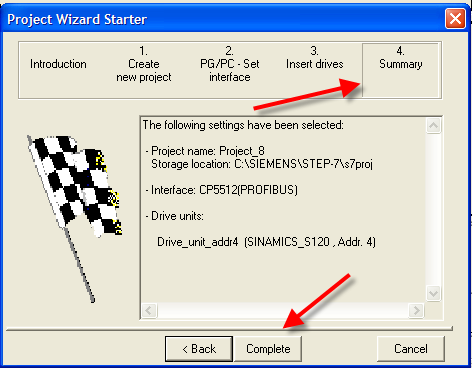 Project Wizard Starter
Introduction
1.
Create
new project
2.
PG/PC - Set
interface
3.
Insert drives
4.
Summary
The following settings have been selected:
- Project name: Project_8
Storage location: C:\SIEMENS\STEP-7\s7proj
- Interface: CP5512(PROFIBUS)
- Drive units:
Drive_unit_addr4 (SINAMICS_S120 , Addr. 4)
< Back
Complete
Cancel